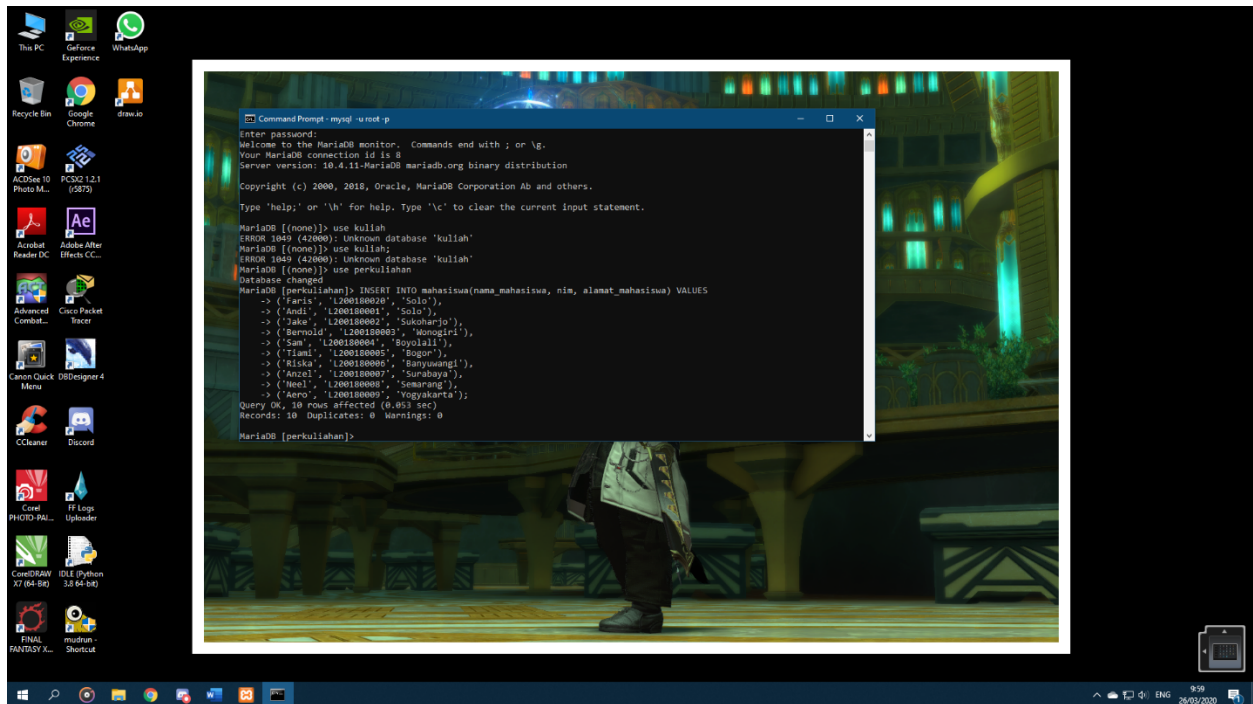 This PC
GeForce
Experience
WhatsApp
Recycle Bin
Google
Chrome
draw.io
ACDSee 10
Photo M...
PCSX2 1.2.1
(r5875)
Acrobat
Reader DC
Adobe After
Effects CC...
Advanced
Combat...
Cisco Packet
Tracer
Canon Quick
Menu
DBDesigner 4
CCleaner
Discord
Corel
PHOTO-PAI...
FF Logs
Uploader
CorelDRAW
X7 (64-Bit)
IDLE (Python
3.8 64-bit)
FINAL
FANTASY X...
mudrun -
Shortcut
Command Prompt - mysql -u root -p
Enter password:
Welcome to the MariaDB monitor.  Commands end with ; or \g.
Your MariaDB connection id is 8
Server version: 10.4.11-MariaDB mariadb.org binary distribution
Copyright (c) 2000, 2018, Oracle, MariaDB Corporation Ab and others.
Type 'help;' or '\h' for help. Type '\c' to clear the current input statement.
MariaDB [(none)]> use kuliah
ERROR 1049 (42000): Unknown database 'kuliah'
MariaDB [(none)]> use kuliah;
ERROR 1049 (42000): Unknown database 'kuliah'
MariaDB [(none)]> use perkuliahan
Database changed
MariaDB [perkuliahan]> INSERT INTO mahasiswa(nama_mahasiswa, nim, alamat_mahasiswa) VALUES
-> ('Faris', 'L200180020', 'Solo'),
-> ('Andi', 'L200180001', 'Solo'),
-> ('Jake', 'L200180002', 'Sukoharjo'),
-> ('Bernold', 'L200180003', 'Wonogiri'),
-> ('Sam', 'L200180004', 'Boyolali'),
-> ('Tiami', 'L200180005', 'Bogor'),
-> ('Riska', 'L200180006', 'Banyuwangi'),
-> ('Anzel', 'L200180007', 'Surabaya'),
-> ('Neel', 'L200180008', 'Semarang'),
-> ('Aero', 'L200180009', 'Yogyakarta');
Query OK, 10 rows affected (0.053 sec)
Records: 10  Duplicates: 0  Warnings: 0
MariaDB [perkuliahan]>
ENG
9:59
26/03/2020